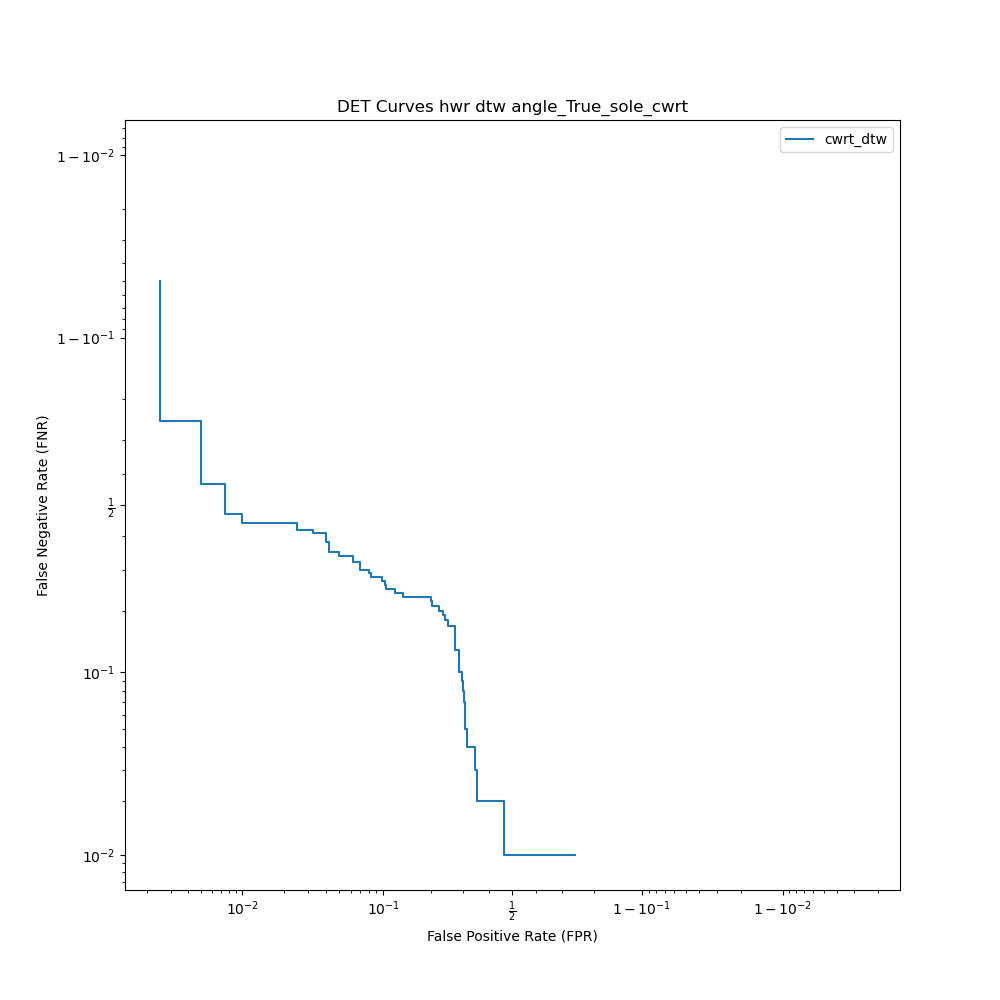 DET Curves hwr dtw angle_True_sole_cwrt
cwrt_dtw
1 − 10⁻²
1 − 10⁻¹
½
10⁻¹
10⁻²
False Negative Rate (FNR)
10⁻² 10⁻¹ ½ 1 − 10⁻¹ 1 − 10⁻²
False Positive Rate (FPR)